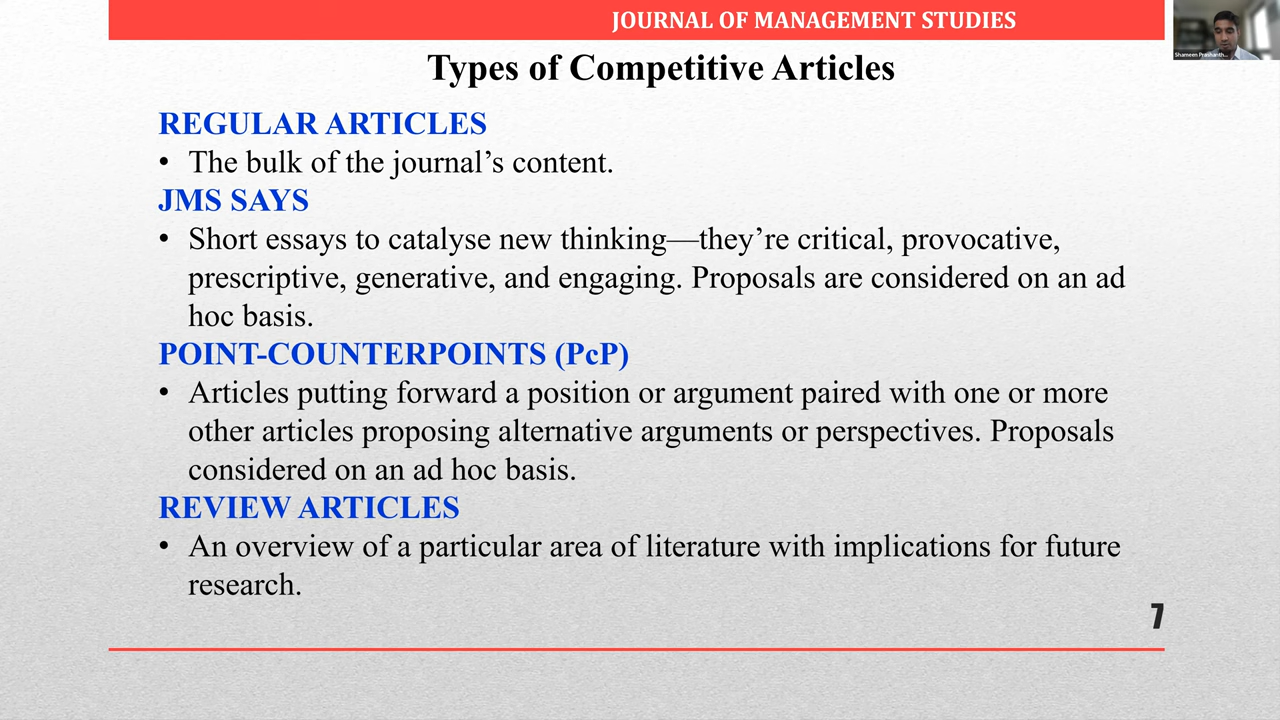 JOURNAL OF MANAGEMENT STUDIES
Types of Competitive Articles
REGULAR ARTICLES
• The bulk of the journal’s content.
JMS SAYS
• Short essays to catalyse new thinking—they’re critical, provocative,
prescriptive, generative, and engaging. Proposals are considered on an ad
hoc basis.
POINT-COUNTERPOINTS (PcP)
• Articles putting forward a position or argument paired with one or more
other articles proposing alternative arguments or perspectives. Proposals
considered on an ad hoc basis.
REVIEW ARTICLES
• An overview of a particular area of literature with implications for future
research.
7
Shameen Prashanth...